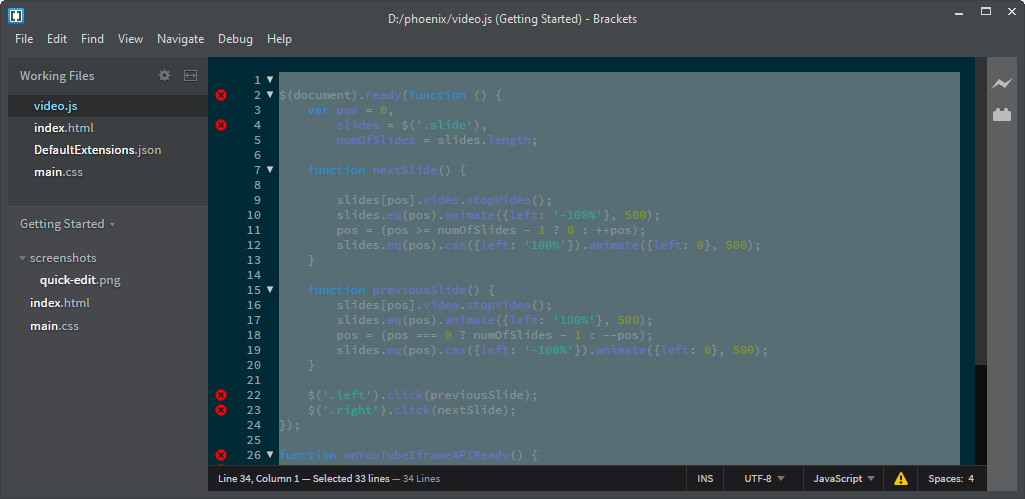 D:/phoenix/video.js (Getting Started) - Brackets
File Edit Find View Navigate Debug Help
Working Files
video.js
index.html
DefaultExtensions.json
main.css
Getting Started
screenshots
quick-edit.png
index.html
main.css
1
2 $(document).ready(function () {
3     var pos = 0,
4         slides = $('.slide'),
5         numOfSlides = slides.length;
6
7     function nextSlide() {
8
9         slides[pos].video.stopVideo();
10         slides.eq(pos).animate({left: '-100%'}, 500);
11         pos = (pos >= numOfSlides - 1 ? 0 : ++pos);
12         slides.eq(pos).css({left: '100%'}).animate({left: 0}, 500);
13     }
14
15     function previousSlide() {
16         slides[pos].video.stopVideo();
17         slides.eq(pos).animate({left: '100%'}, 500);
18         pos = (pos === 0 ? numOfSlides - 1 : --pos);
19         slides.eq(pos).css({left: '-100%'}).animate({left: 0}, 500);
20     }
21
22     $('.left').click(previousSlide);
23     $('.right').click(nextSlide);
24 });
25
26 function onYouTubeIframeAPIReady() {
Line 34, Column 1 — Selected 33 lines — 34 Lines INS UTF-8 JavaScript Spaces: 4